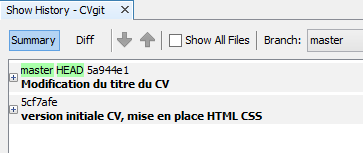 Show History - CVgit
Summary Diff Show All Files Branch: master
master HEAD 5a944e1
Modification du titre du CV
5cf7afe
version initiale CV, mise en place HTML CSS